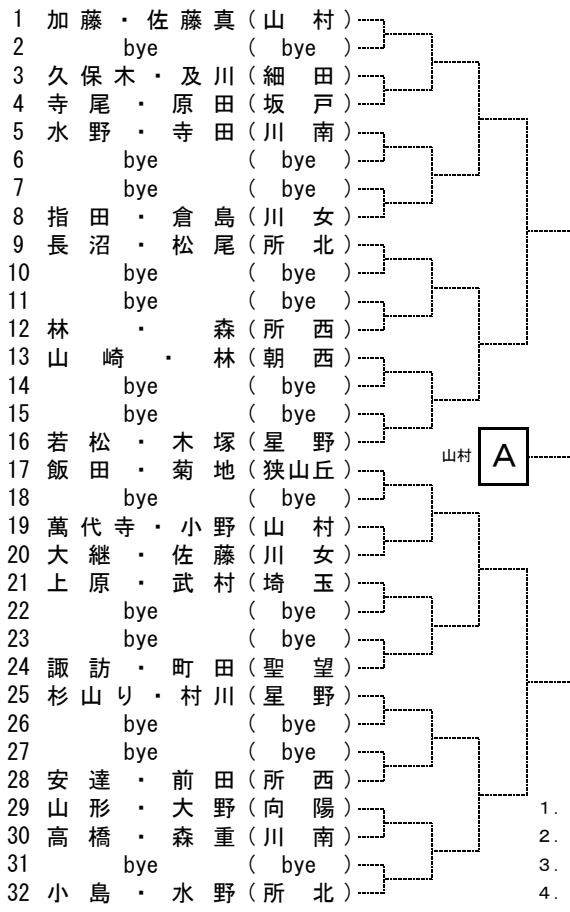 1 加藤・佐藤真(山村)
2 bye ( bye )
3 久保木・及川(細田)
4 寺尾・原田(坂戸)
5 水野・寺田(川南)
6 bye ( bye )
7 bye ( bye )
8 指田・倉島(川女)
9 長沼・松尾(所北)
10 bye ( bye )
11 bye ( bye )
12 林・森(所西)
13 山崎・林(朝西)
14 bye ( bye )
15 bye ( bye )
16 若松・木塚(星野)
山村 A
17 飯田・菊地(狭山丘)
18 bye ( bye )
19 萬代寺・小野(山村)
20 大継・佐藤(川女)
21 上原・武村(埼玉)
22 bye ( bye )
23 bye ( bye )
24 諏訪・町田(聖望)
25 杉山り・村川(星野)
26 bye ( bye )
27 bye ( bye )
28 安達・前田(所西)
29 山形・大野(向陽) 1.
30 高橋・森重(川南) 2.
31 bye ( bye ) 3.
32 小島・水野(所北) 4.